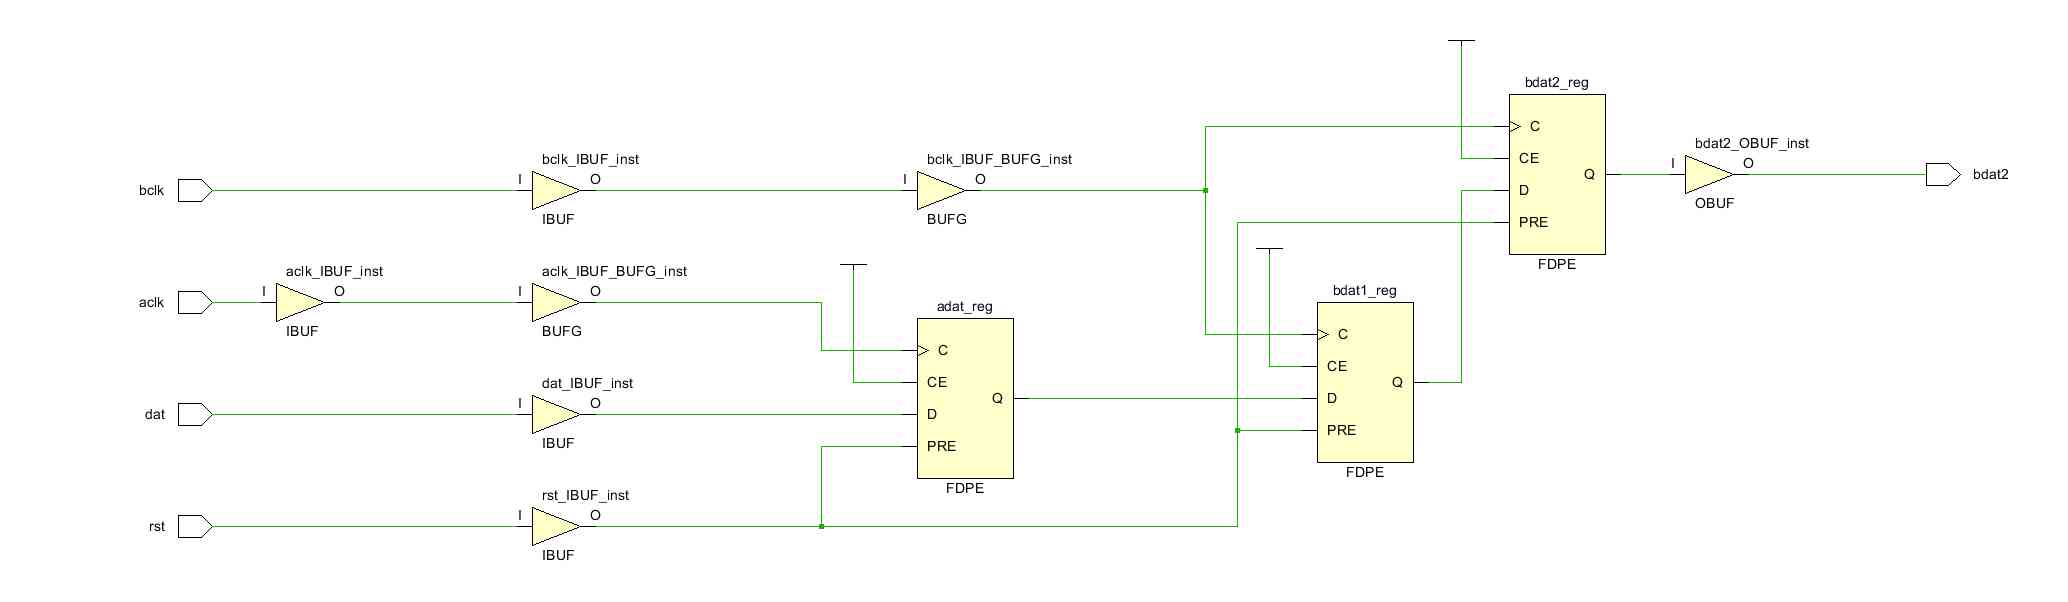 bdat2_reg
C
CE
D
PRE
Q
FDPE
bdat2_OBUF_inst
I
O
OBUF
bdat2
bclk
bclk_IBUF_inst
I
O
IBUF
bclk_IBUF_BUFG_inst
I
O
BUFG
aclk
aclk_IBUF_inst
I
O
IBUF
aclk_IBUF_BUFG_inst
I
O
BUFG
adat_reg
C
CE
D
PRE
Q
FDPE
bdat1_reg
C
CE
D
PRE
Q
FDPE
dat
dat_IBUF_inst
I
O
IBUF
rst
rst_IBUF_inst
I
O
IBUF